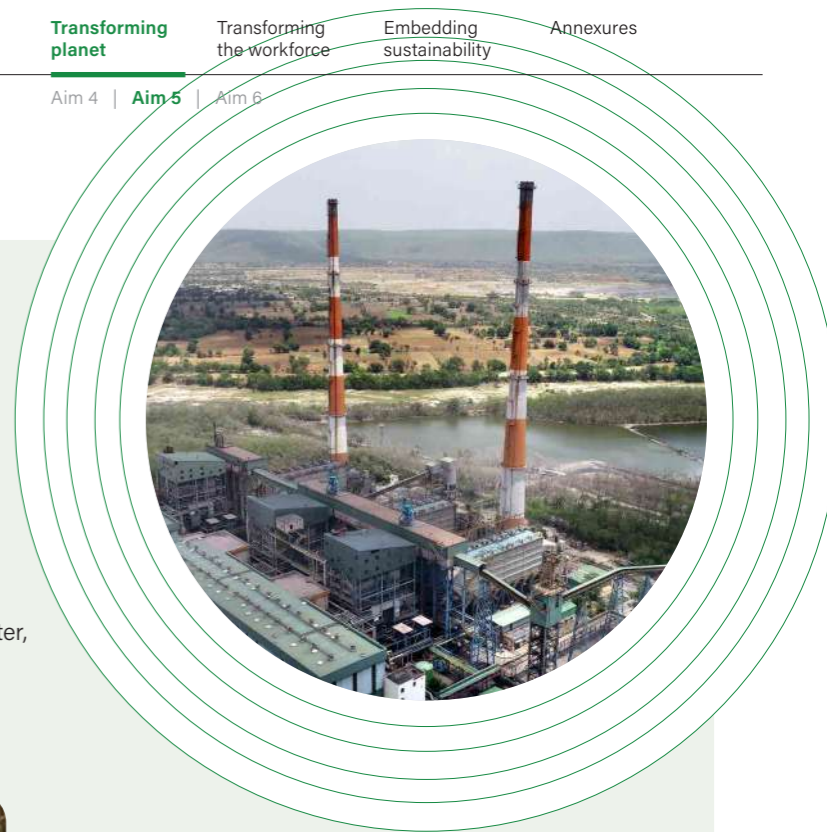 Transforming
planet
Transforming
the workforce
Embedding
sustainability
Annexures
Aim 4 | Aim 5 | Aim 6
ter,